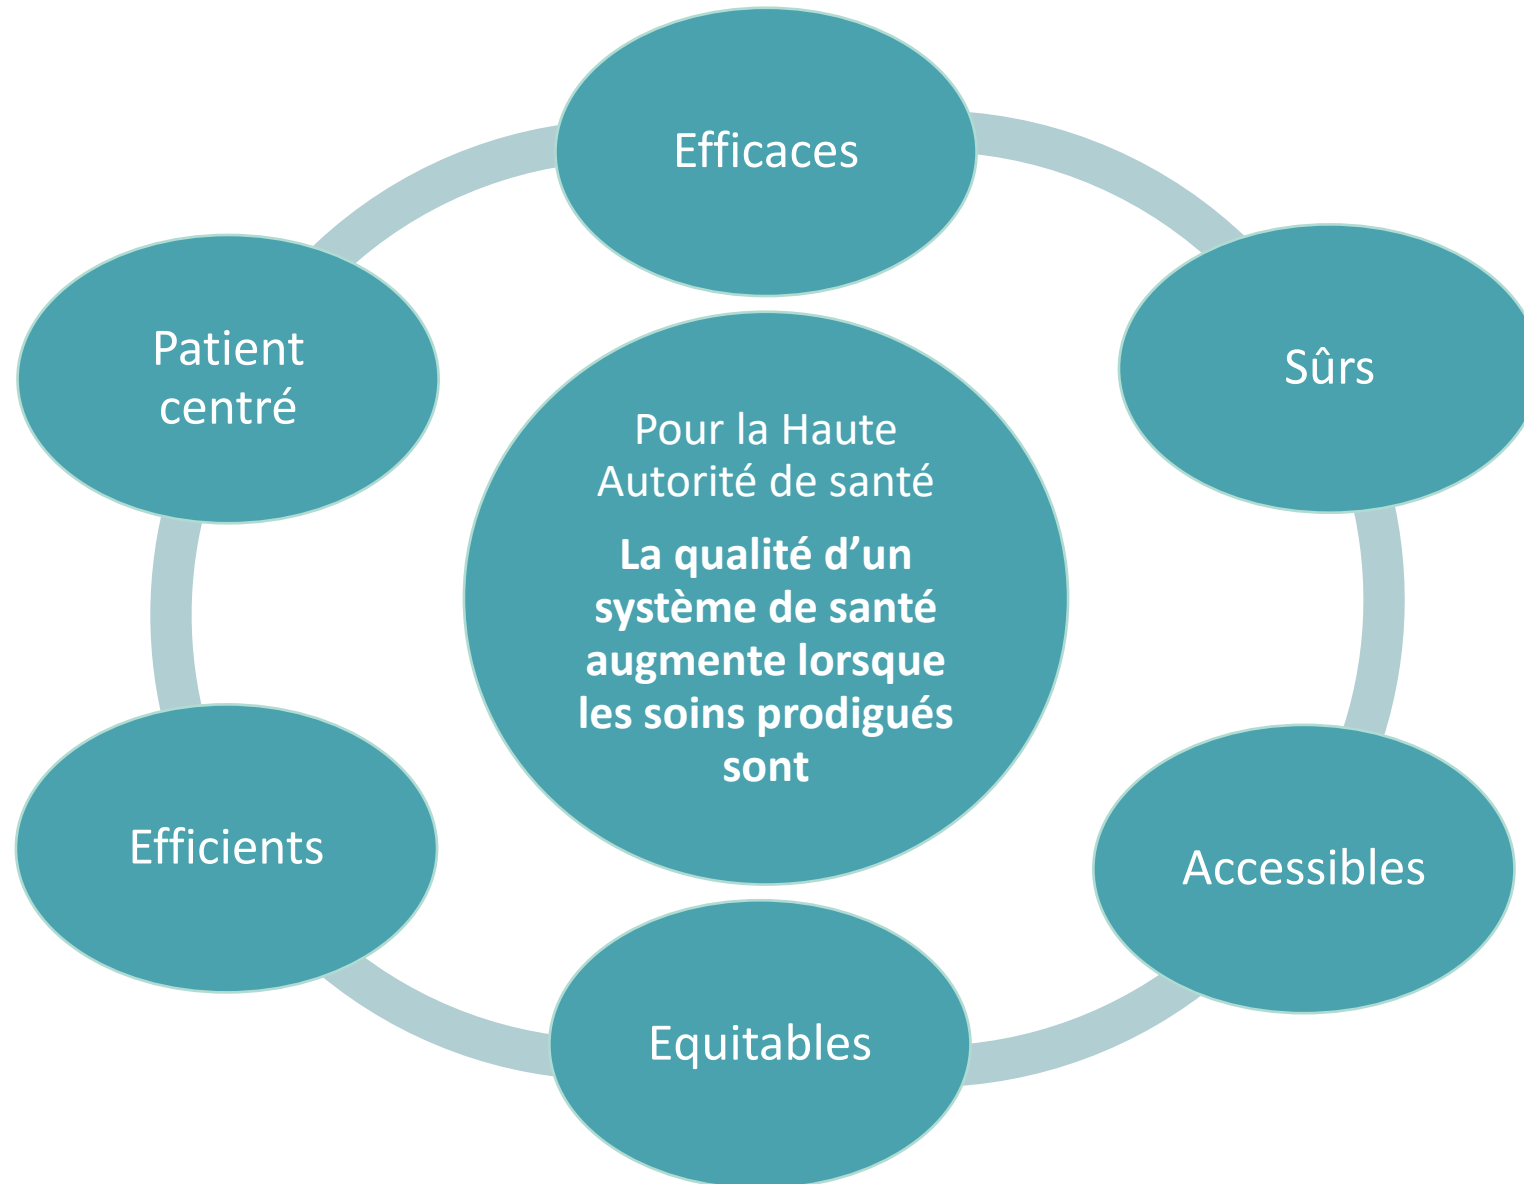 Efficaces
Patient
centré
Sûrs
Pour la Haute
Autorité de santé
La qualité d’un
système de santé
augmente lorsque
les soins prodigués
sont
Efficients
Accessibles
Equitables